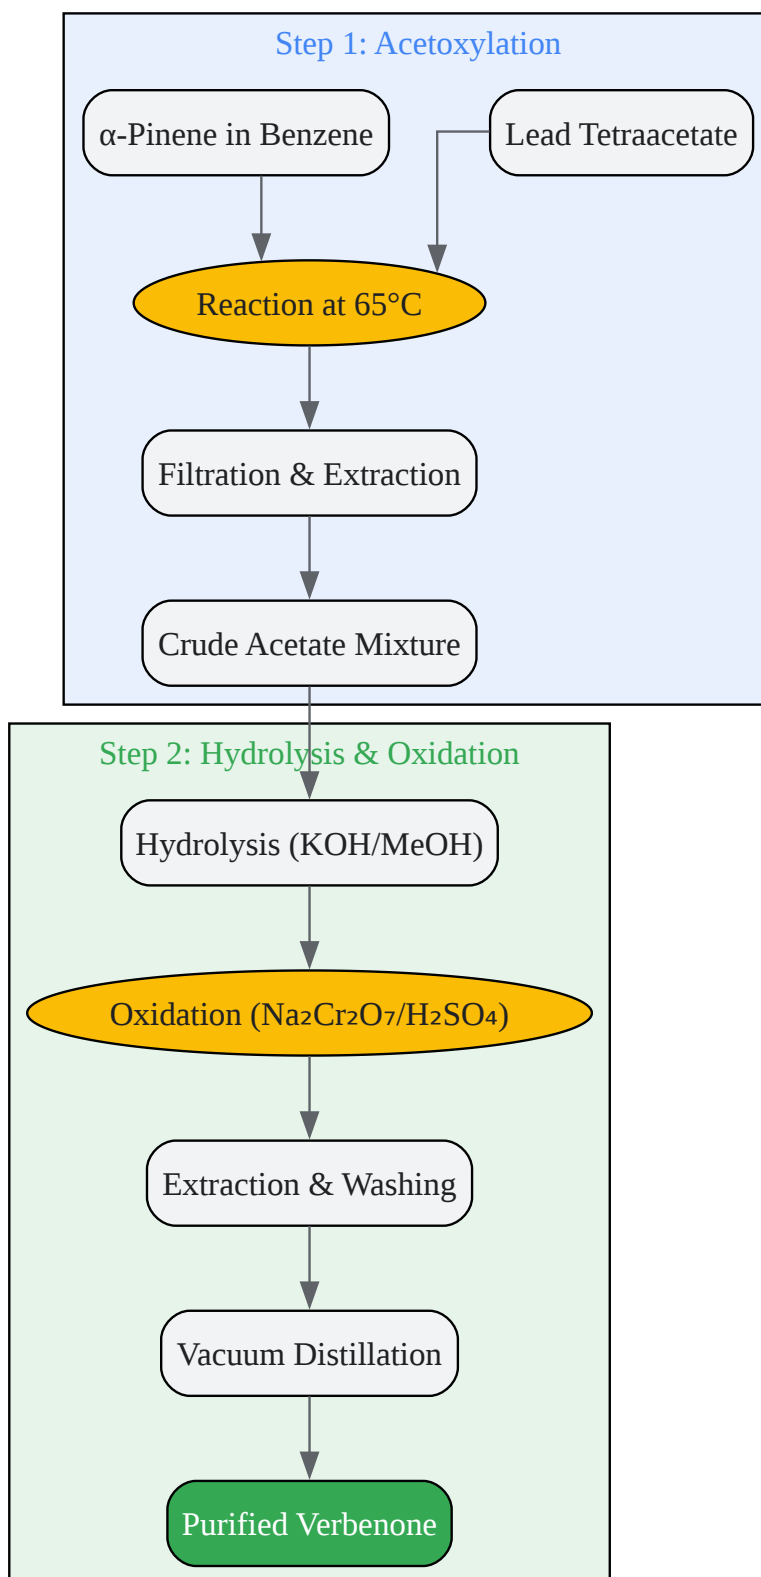 Step 1: Acetoxylation
α-Pinene in Benzene
Lead Tetraacetate
Reaction at 65°C
Filtration & Extraction
Crude Acetate Mixture
Step 2: Hydrolysis & Oxidation
Hydrolysis (KOH/MeOH)
Oxidation (Na₂Cr₂O₇/H₂SO₄)
Extraction & Washing
Vacuum Distillation
Purified Verbenone